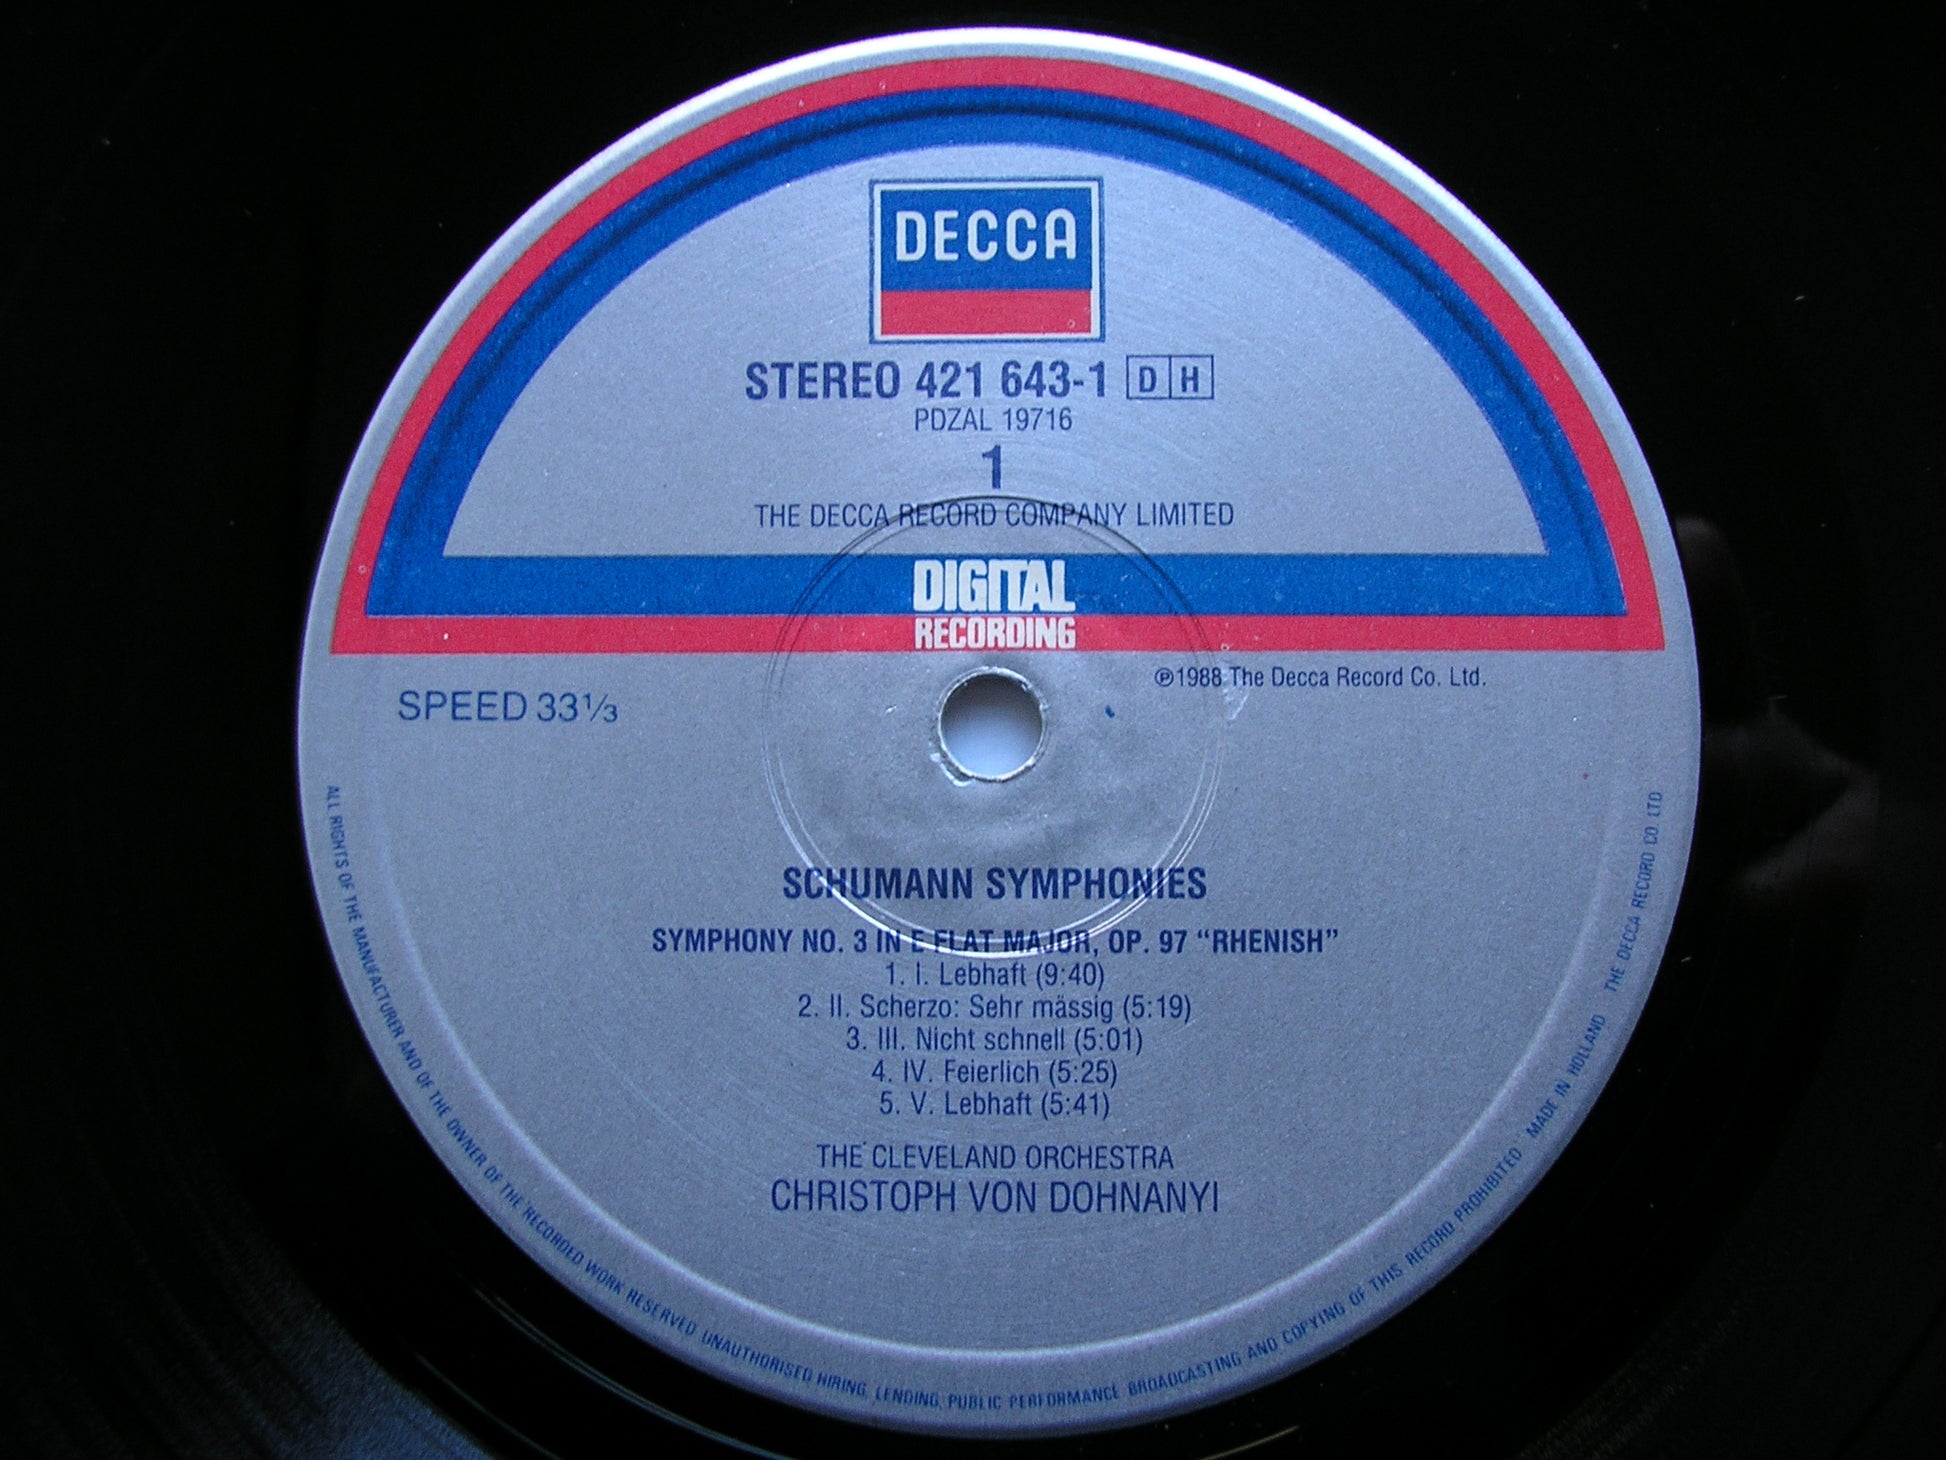 DECCA
STEREO 421 643-1 D H
PDZAL 19716
1
THE DECCA RECORD COMPANY LIMITED
DIGITAL
RECORDING
℗1988 The Decca Record Co. Ltd.
SPEED 33⅓
SCHUMANN SYMPHONIES
SYMPHONY NO. 3 IN E FLAT MAJOR, OP. 97 “RHENISH”
1. I. Lebhaft (9:40)
2. II. Scherzo: Sehr mässig (5:19)
3. III. Nicht schnell (5:01)
4. IV. Feierlich (5:25)
5. V. Lebhaft (5:41)
THE CLEVELAND ORCHESTRA
CHRISTOPH VON DOHNANYI
ALL RIGHTS OF THE MANUFACTURER AND OF THE OWNER OF THE RECORDED WORK RESERVED UNAUTHORISED HIRING, LENDING, PUBLIC PERFORMANCE BROADCASTING AND COPYING OF THIS RECORD PROHIBITED MADE IN HOLLAND THE DECCA RECORD CO LTD